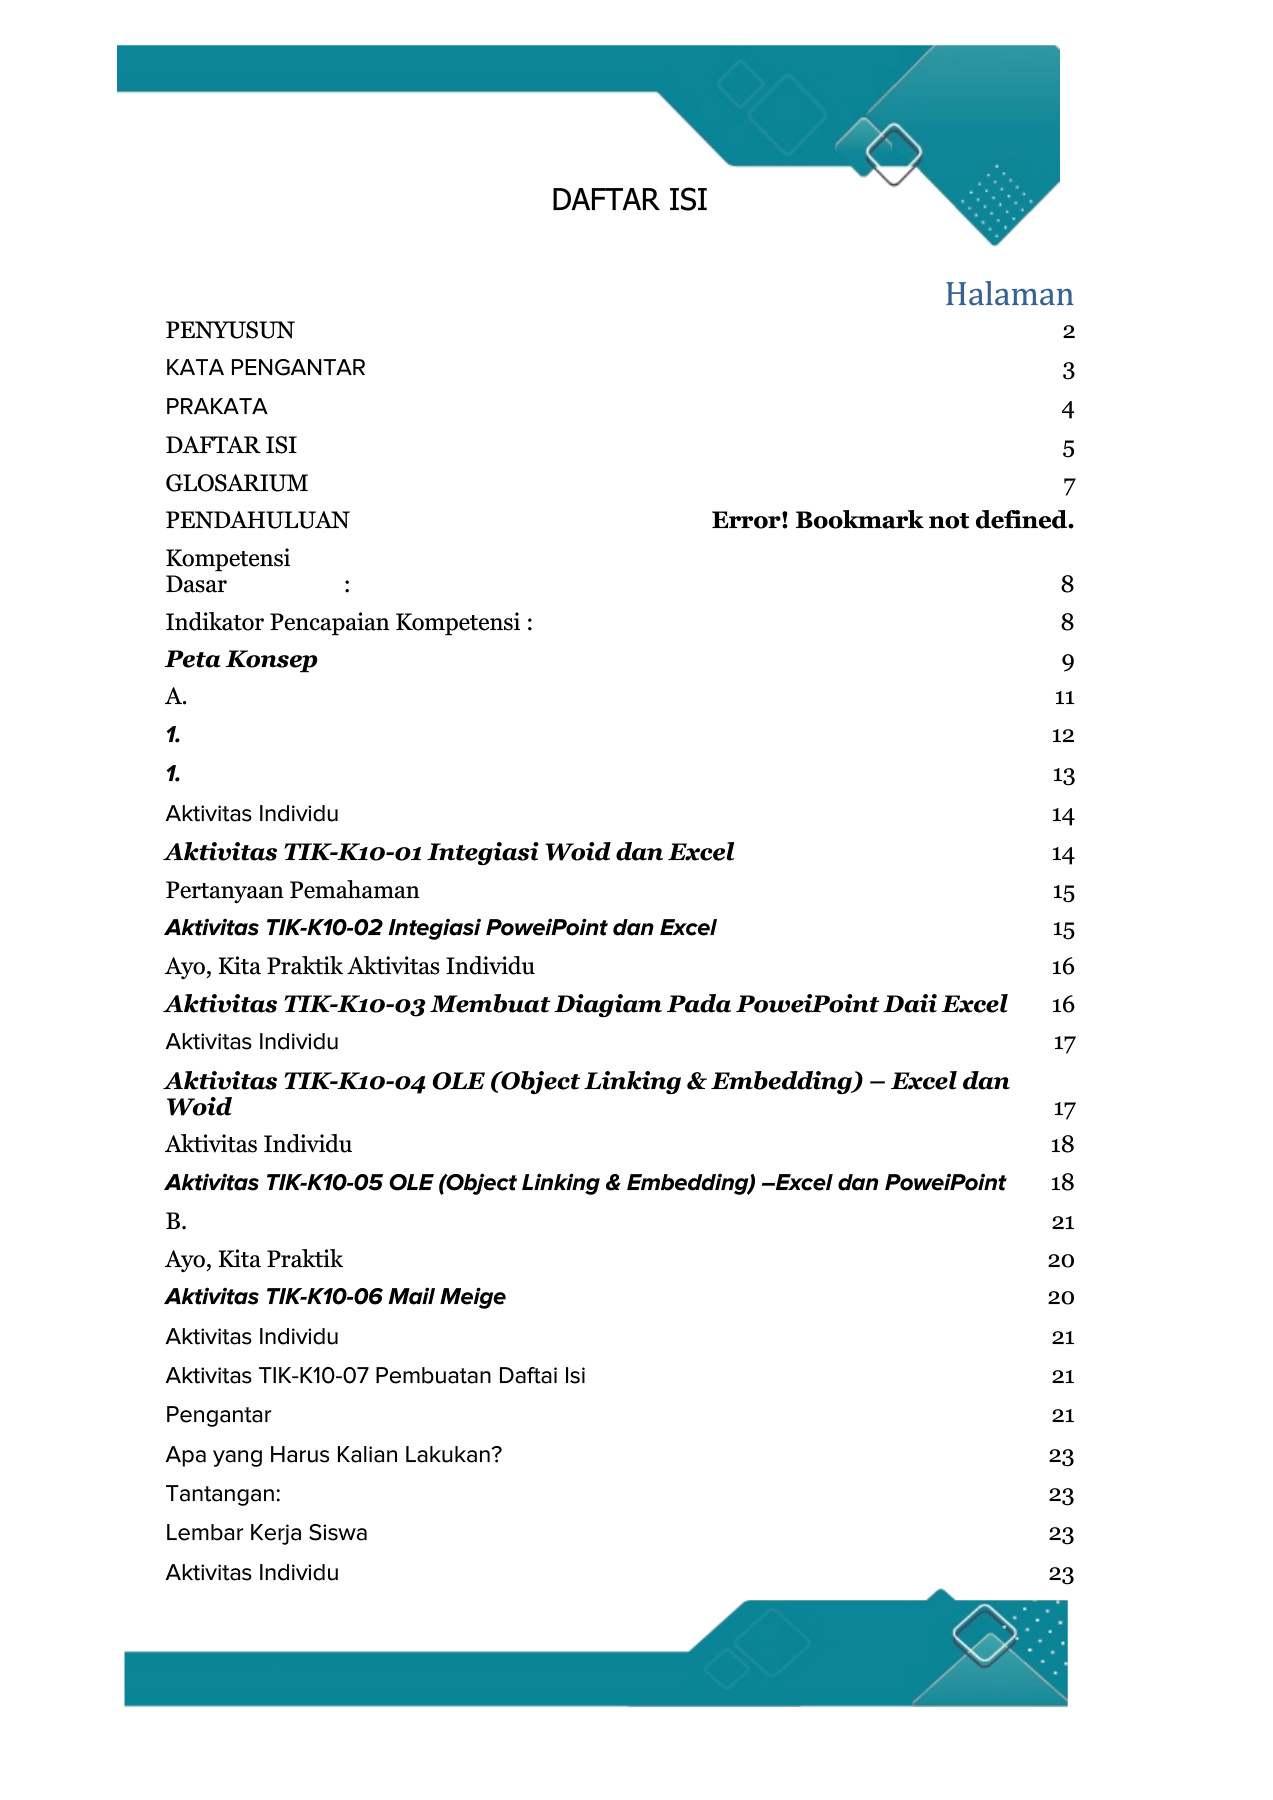 DAFTAR ISI
Halaman
PENYUSUN 2
KATA PENGANTAR 3
PRAKATA 4
DAFTAR ISI 5
GLOSARIUM 7
PENDAHULUAN Error! Bookmark not defined.
Kompetensi
Dasar : 8
Indikator Pencapaian Kompetensi : 8
Peta Konsep 9
A. 11
1. 12
1. 13
Aktivitas Individu 14
Aktivitas TIK-K10-01 Integiasi Woid dan Excel 14
Pertanyaan Pemahaman 15
Aktivitas TIK-K10-02 Integiasi PoweiPoint dan Excel 15
Ayo, Kita Praktik Aktivitas Individu 16
Aktivitas TIK-K10-03 Membuat Diagiam Pada PoweiPoint Daii Excel 16
Aktivitas Individu 17
Aktivitas TIK-K10-04 OLE (Object Linking & Embedding) – Excel dan
Woid 17
Aktivitas Individu 18
Aktivitas TIK-K10-05 OLE (Object Linking & Embedding) –Excel dan PoweiPoint 18
B. 21
Ayo, Kita Praktik 20
Aktivitas TIK-K10-06 Mail Meige 20
Aktivitas Individu 21
Aktivitas TIK-K10-07 Pembuatan Daftai Isi 21
Pengantar 21
Apa yang Harus Kalian Lakukan? 23
Tantangan: 23
Lembar Kerja Siswa 23
Aktivitas Individu 23